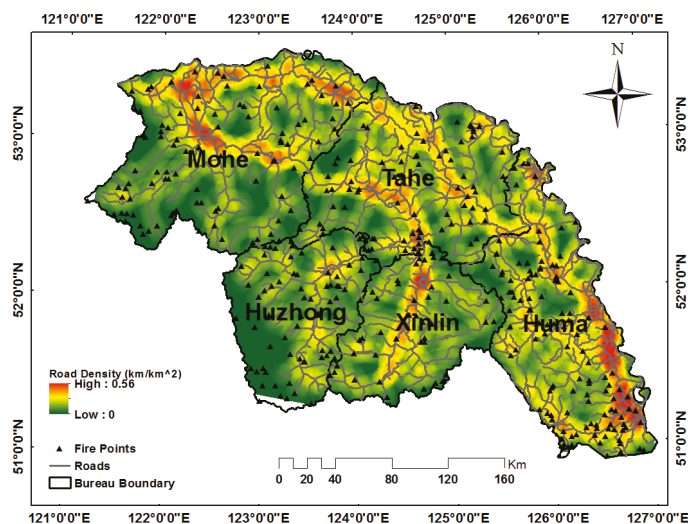 121°0'0"E 122°0'0"E 123°0'0"E 124°0'0"E 125°0'0"E 126°0'0"E 127°0'0"E
N
53°0'0"N 53°0'0"N
Mohe
Tahe
52°0'0"N 52°0'0"N
Huzhong Xinlin Huma
Road Density (km/km^2)
High : 0.56
Low : 0
Fire Points
Roads
Bureau Boundary
51°0'0"N 51°0'0"N
Km
0 20 40 80 120 160
121°0'0"E 122°0'0"E 123°0'0"E 124°0'0"E 125°0'0"E 126°0'0"E 127°0'0"E